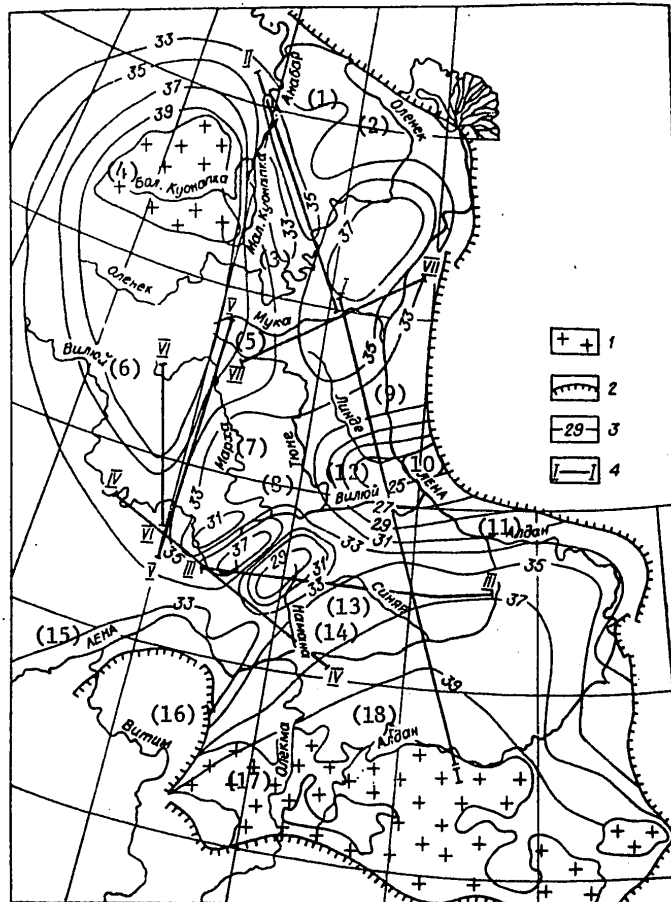 33
35
37
39
II
Анабар
(1)
(2)
Оленек
(4)
Бол. Куонапка
Мал. Куонапка
33
35
37
(3)
I
VII
Оленек
V
Мука
(5)
VII
33
35
Вилюй
(6)
VI
(9)
Линде
Марха
(7)
Тюнг
(8)
33
(12)
Вилюй
25
10)
ЛЕНА
27
29
31
(11)
Алдан
IV
31
37
29
31
33
35
VI
V
35
III
33
III
37
(13)
СИНЯЯ
(14)
33
(15)
ЛЕНА
IV
39
(16)
Витим
(18)
Алдан
Олекма
(17)
I
1
2
29
3
I
I
4